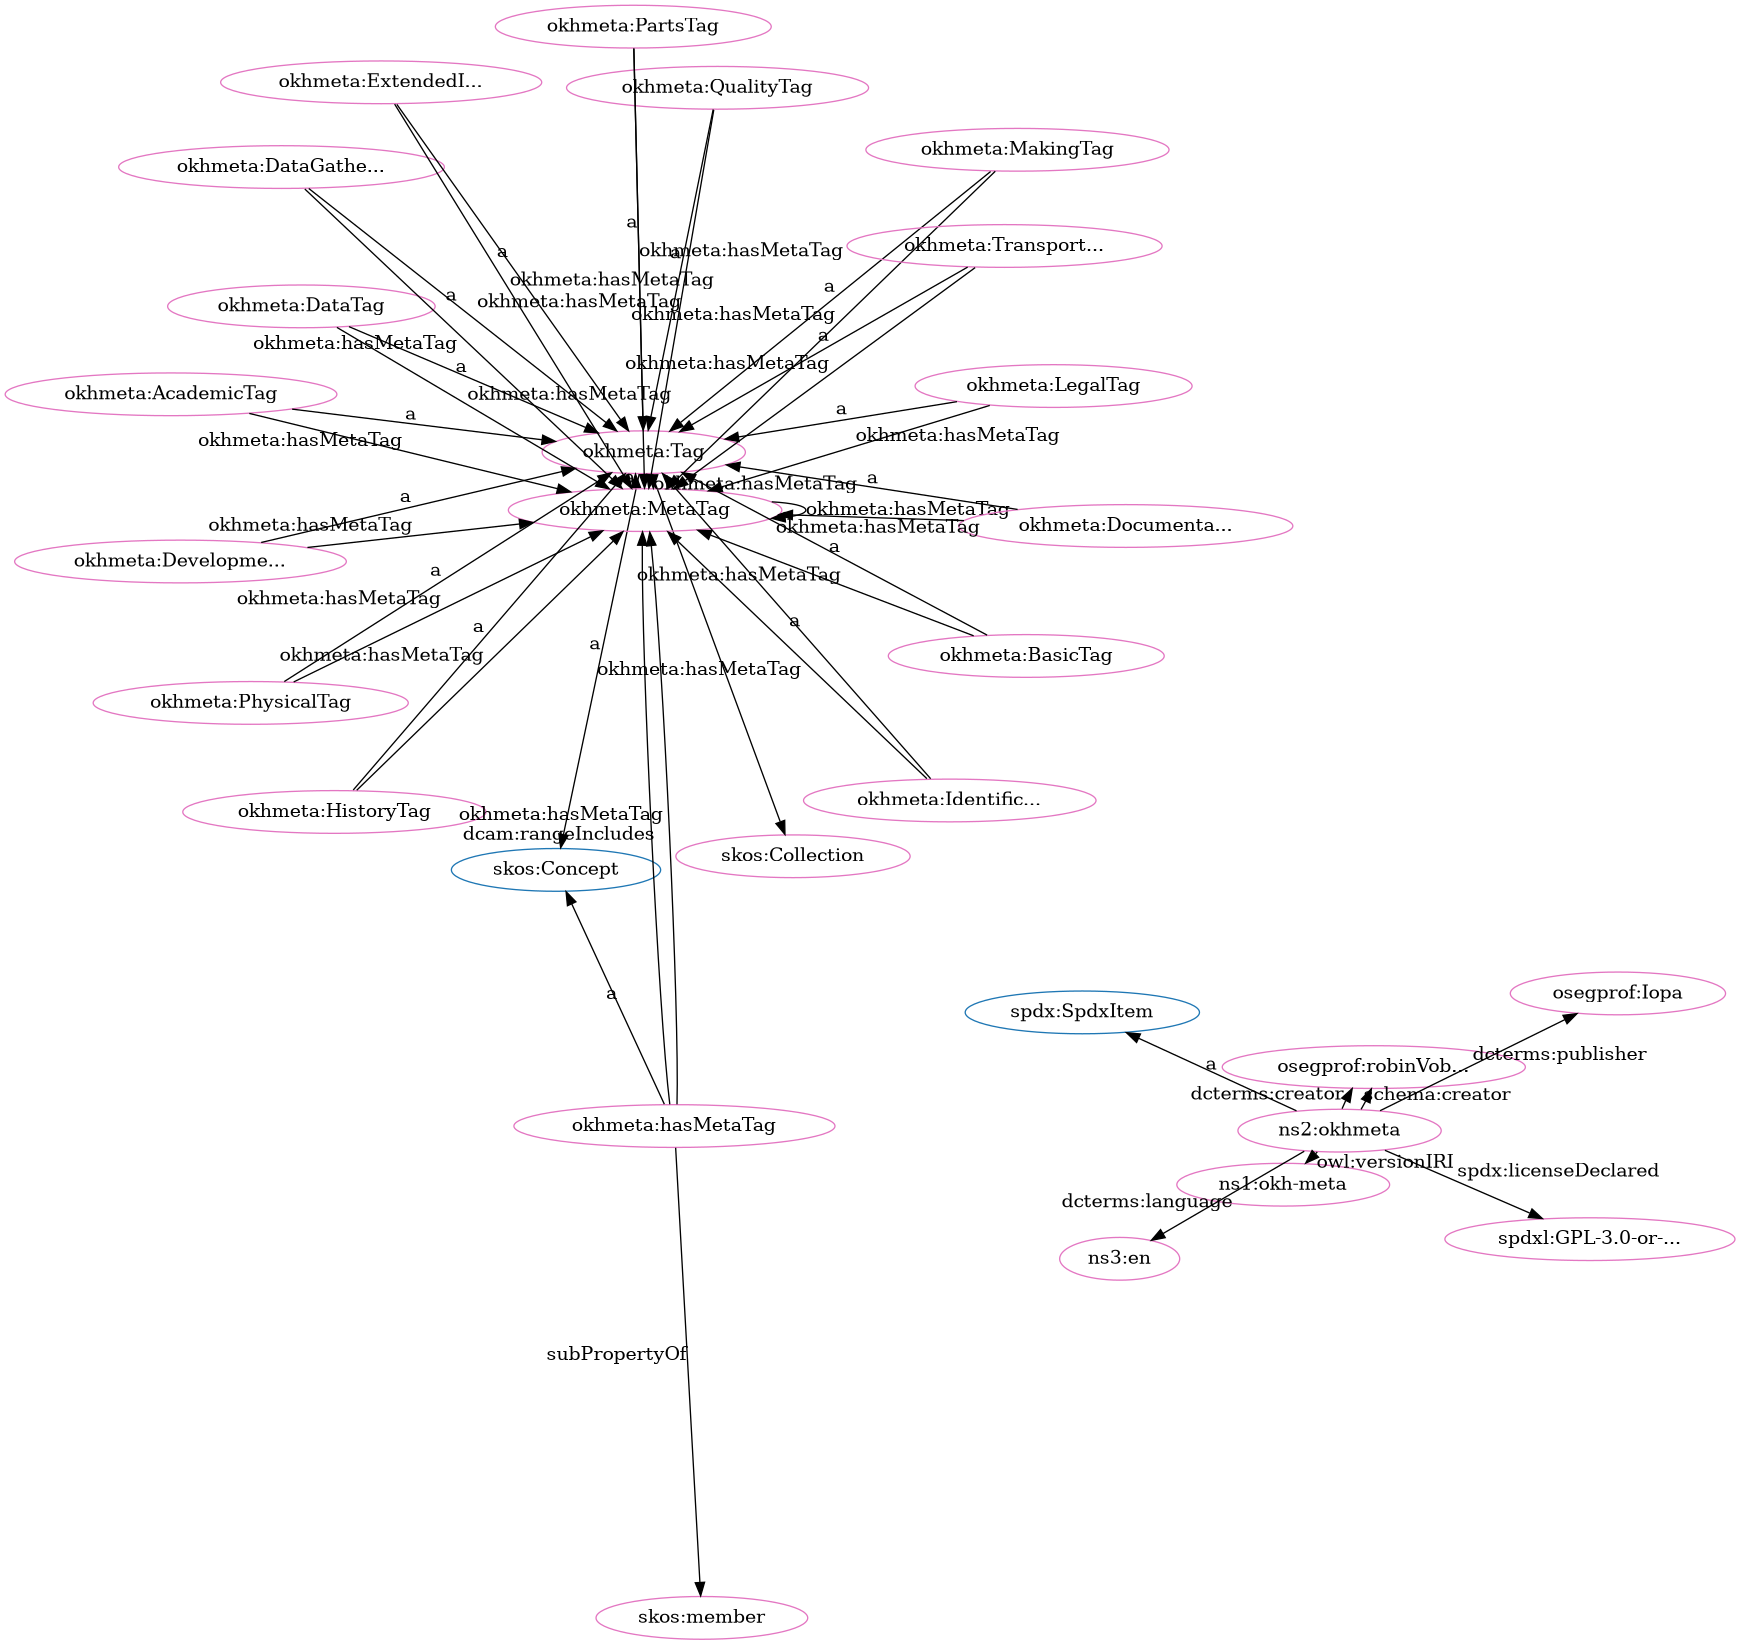 okhmeta:PartsTag
okhmeta:ExtendedI...
okhmeta:QualityTag
okhmeta:MakingTag
okhmeta:DataGathe...
a
okhmeta:Transport...
okhmeta:hasMetaTag
a
a
okhmeta:hasMetaTag
a
a
okhmeta:hasMetaTag
okhmeta:DataTag
okhmeta:hasMetaTag
a
okhmeta:hasMetaTag
okhmeta:hasMetaTag
a
okhmeta:LegalTag
okhmeta:AcademicTag
okhmeta:hasMetaTag
a
a
okhmeta:hasMetaTag
okhmeta:hasMetaTag
okhmeta:Tag
a
a
okhmeta:hasMetaTag
a
okhmeta:MetaTag
okhmeta:hasMetaTag
okhmeta:hasMetaTag
okhmeta:hasMetaTag
okhmeta:Documenta...
a
okhmeta:Developme...
a
okhmeta:hasMetaTag
okhmeta:hasMetaTag
a
a
a
okhmeta:hasMetaTag
okhmeta:BasicTag
okhmeta:hasMetaTag
okhmeta:PhysicalTag
okhmeta:Identific...
okhmeta:HistoryTag
okhmeta:hasMetaTag
dcam:rangeIncludes
skos:Collection
skos:Concept
a
osegprof:Iopa
spdx:SpdxItem
dcterms:publisher
a
osegprof:robinVob...
dcterms:creator
schema:creator
okhmeta:hasMetaTag
ns2:okhmeta
owl:versionIRI
spdx:licenseDeclared
ns1:okh-meta
dcterms:language
spdxl:GPL-3.0-or-...
ns3:en
subPropertyOf
skos:member